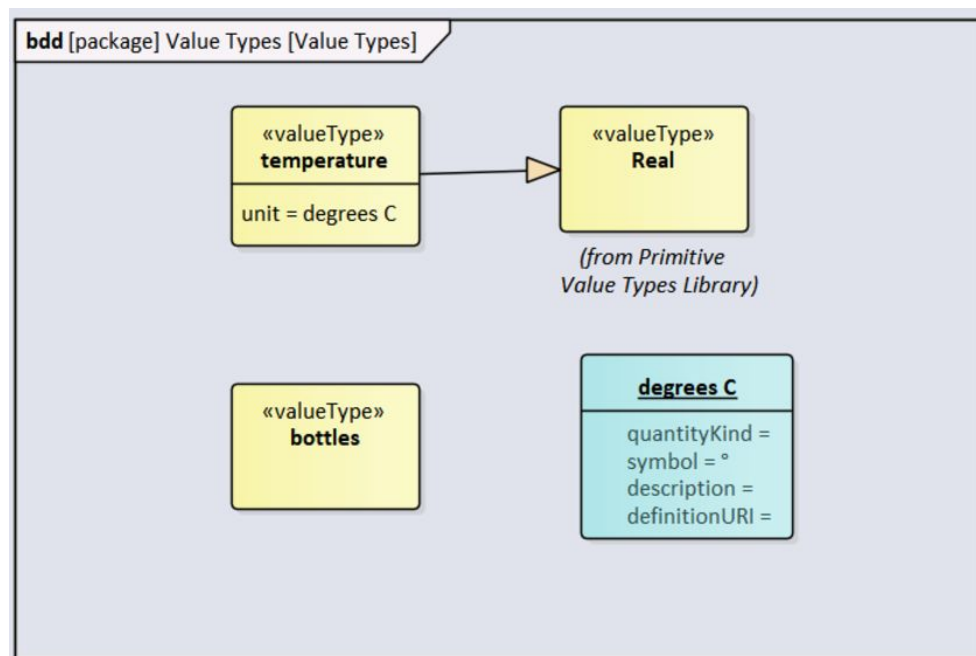 bdd [package] Value Types [Value Types]
«valueType»
temperature
unit = degrees C
«valueType»
Real
(from Primitive
Value Types Library)
«valueType»
bottles
degrees C
quantityKind =
symbol = °
description =
definitionURI =